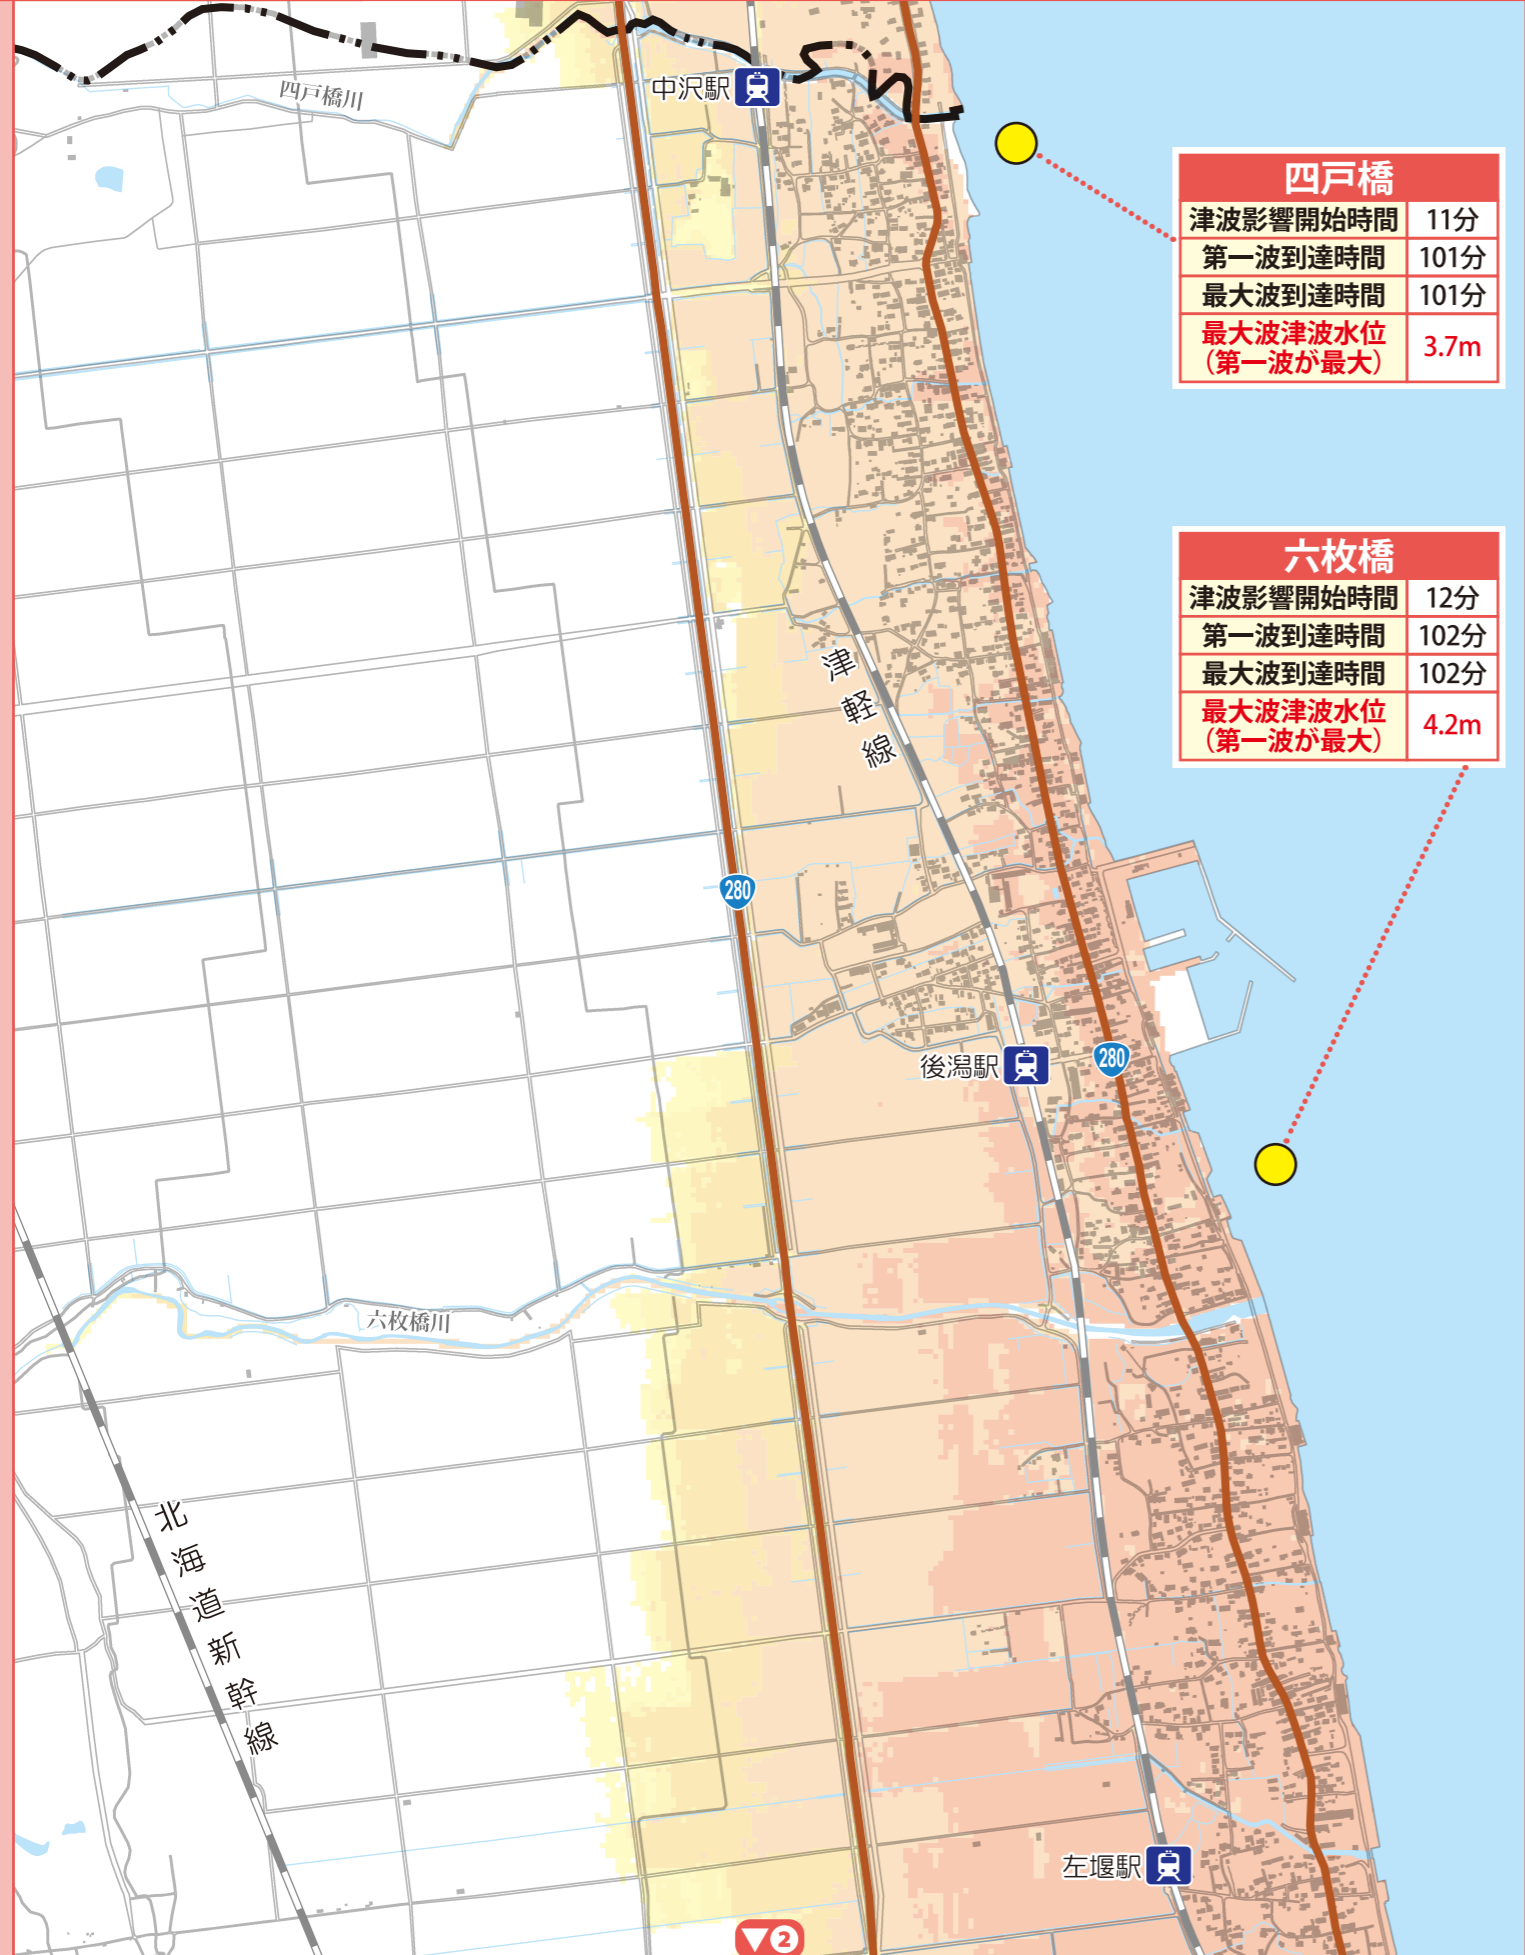 四戸橋川
中沢駅
四戸橋
津波影響開始時間 11分
第一波到達時間 101分
最大波到達時間 101分
最大波津波水位
（第一波が最大） 3.7m
六枚橋
津波影響開始時間 12分
第一波到達時間 102分
最大波到達時間 102分
最大波津波水位
（第一波が最大） 4.2m
津軽線
280
後潟駅
280
六枚橋川
北海道新幹線
左堰駅
▼2